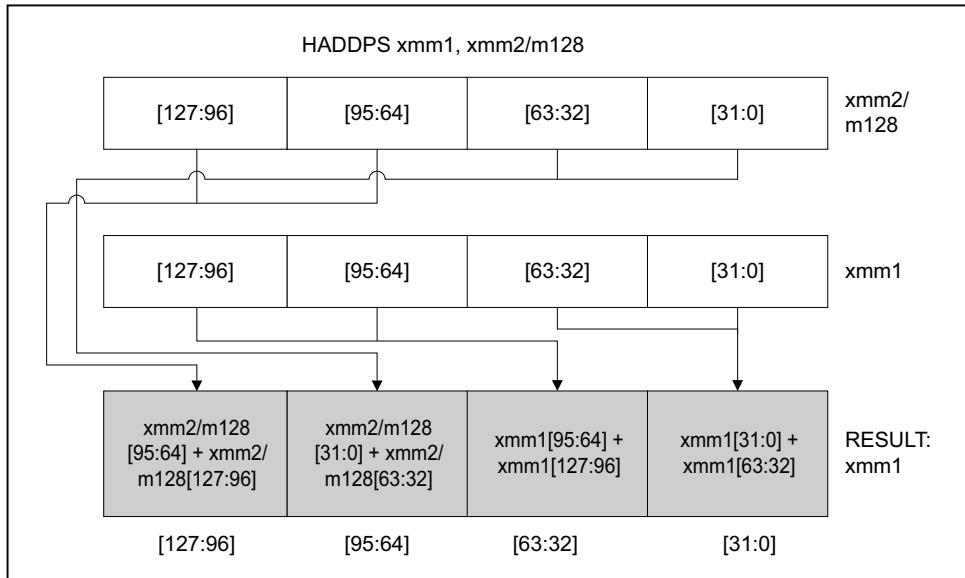 HADDPS xmm1, xmm2/m128
[127:96] [95:64] [63:32] [31:0] xmm2/
m128
[127:96] [95:64] [63:32] [31:0] xmm1
xmm2/m128
[95:64] + xmm2/
m128[127:96]
xmm2/m128
[31:0] + xmm2/
m128[63:32]
xmm1[95:64] +
xmm1[127:96]
xmm1[31:0] +
xmm1[63:32]
RESULT:
xmm1
[127:96] [95:64] [63:32] [31:0]